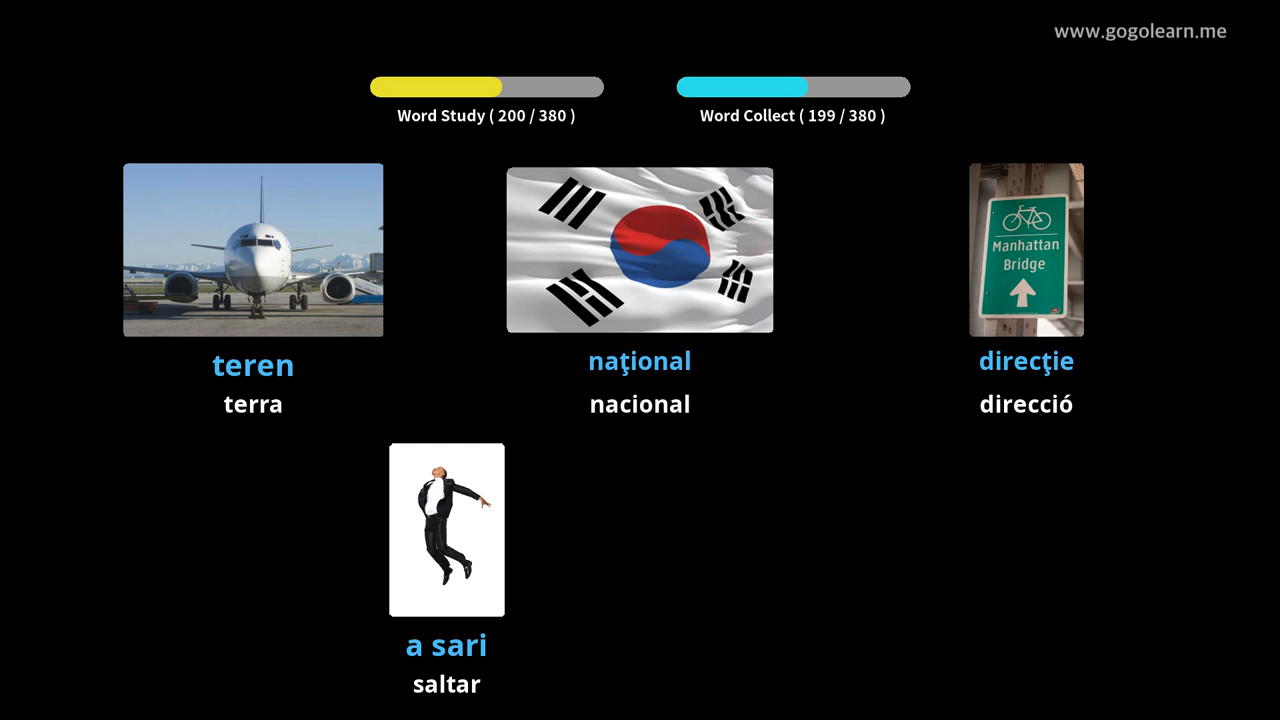 www.gogolearn.me
Word Study ( 200 / 380 )
Word Collect ( 199 / 380 )
Manhattan
Bridge
teren
naţional
direcţie
terra
nacional
direcció
a sari
saltar